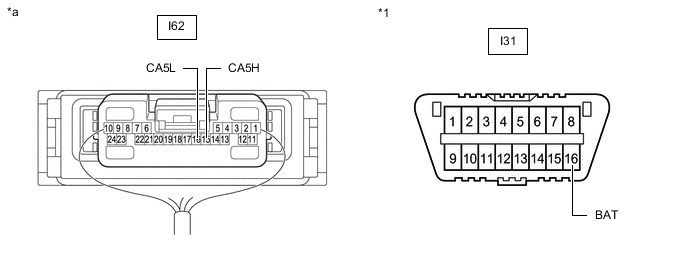 *a
I62
CA5L CA5H
10 9 8 7 6 5 4 3 2 1
24 23 22 21 20 19 18 17 16 15 14 13 12 11
*1
I31
1 2 3 4 5 6 7 8
9 10 11 12 13 14 15 16
BAT